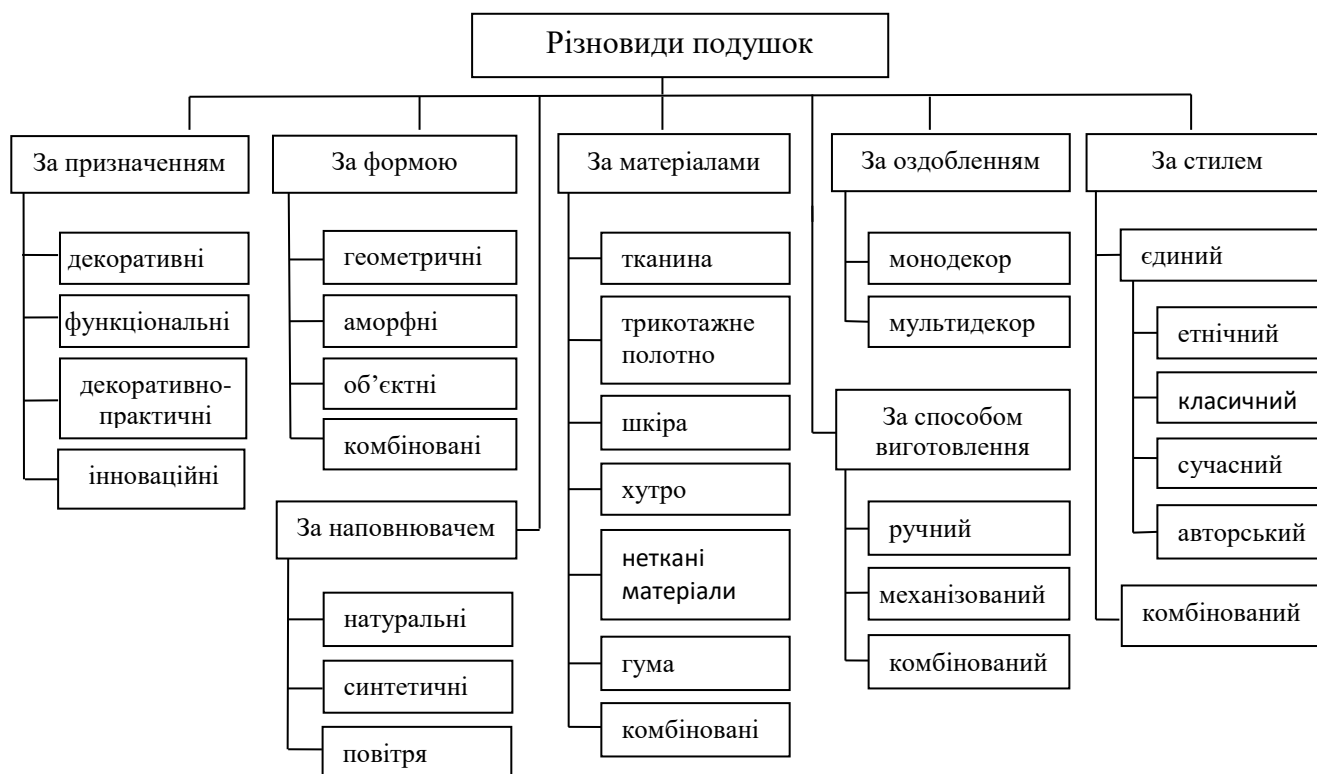 Різновиди подушок
За призначенням
декоративні
функціональні
декоративно-
практичні
інноваційні
За формою
геометричні
аморфні
об’єктні
комбіновані
За наповнювачем
натуральні
синтетичні
повітря
За матеріалами
тканина
трикотажне
полотно
шкіра
хутро
неткані
матеріали
гума
комбіновані
За оздобленням
монодекор
мультидекор
За способом
виготовлення
ручний
механізований
комбінований
За стилем
єдиний
етнічний
класичний
сучасний
авторський
комбінований